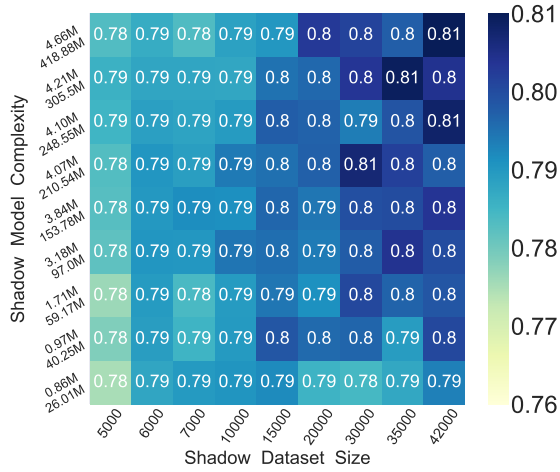 Shadow Model Complexity
4.66M
418.88M
0.78 0.79 0.78 0.79 0.79 0.8 0.8 0.8 0.81
4.21M
305.5M
0.79 0.79 0.79 0.79 0.8 0.8 0.8 0.81 0.8
4.10M
248.55M
0.79 0.79 0.79 0.79 0.8 0.8 0.79 0.8 0.81
4.07M
210.54M
0.78 0.79 0.79 0.79 0.79 0.8 0.81 0.8 0.8
3.84M
153.78M
0.78 0.79 0.79 0.79 0.8 0.79 0.8 0.8 0.8
3.18M
97.0M
0.78 0.79 0.79 0.79 0.8 0.8 0.8 0.8 0.8
1.71M
59.17M
0.78 0.79 0.78 0.79 0.79 0.79 0.8 0.8 0.8
0.97M
40.25M
0.78 0.79 0.79 0.79 0.8 0.8 0.8 0.79 0.8
0.86M
26.01M
0.78 0.79 0.79 0.79 0.79 0.79 0.78 0.79 0.79
5000 6000 7000 10000 15000 20000 30000 35000 42000
Shadow Dataset Size
0.81
0.80
0.79
0.78
0.77
0.76